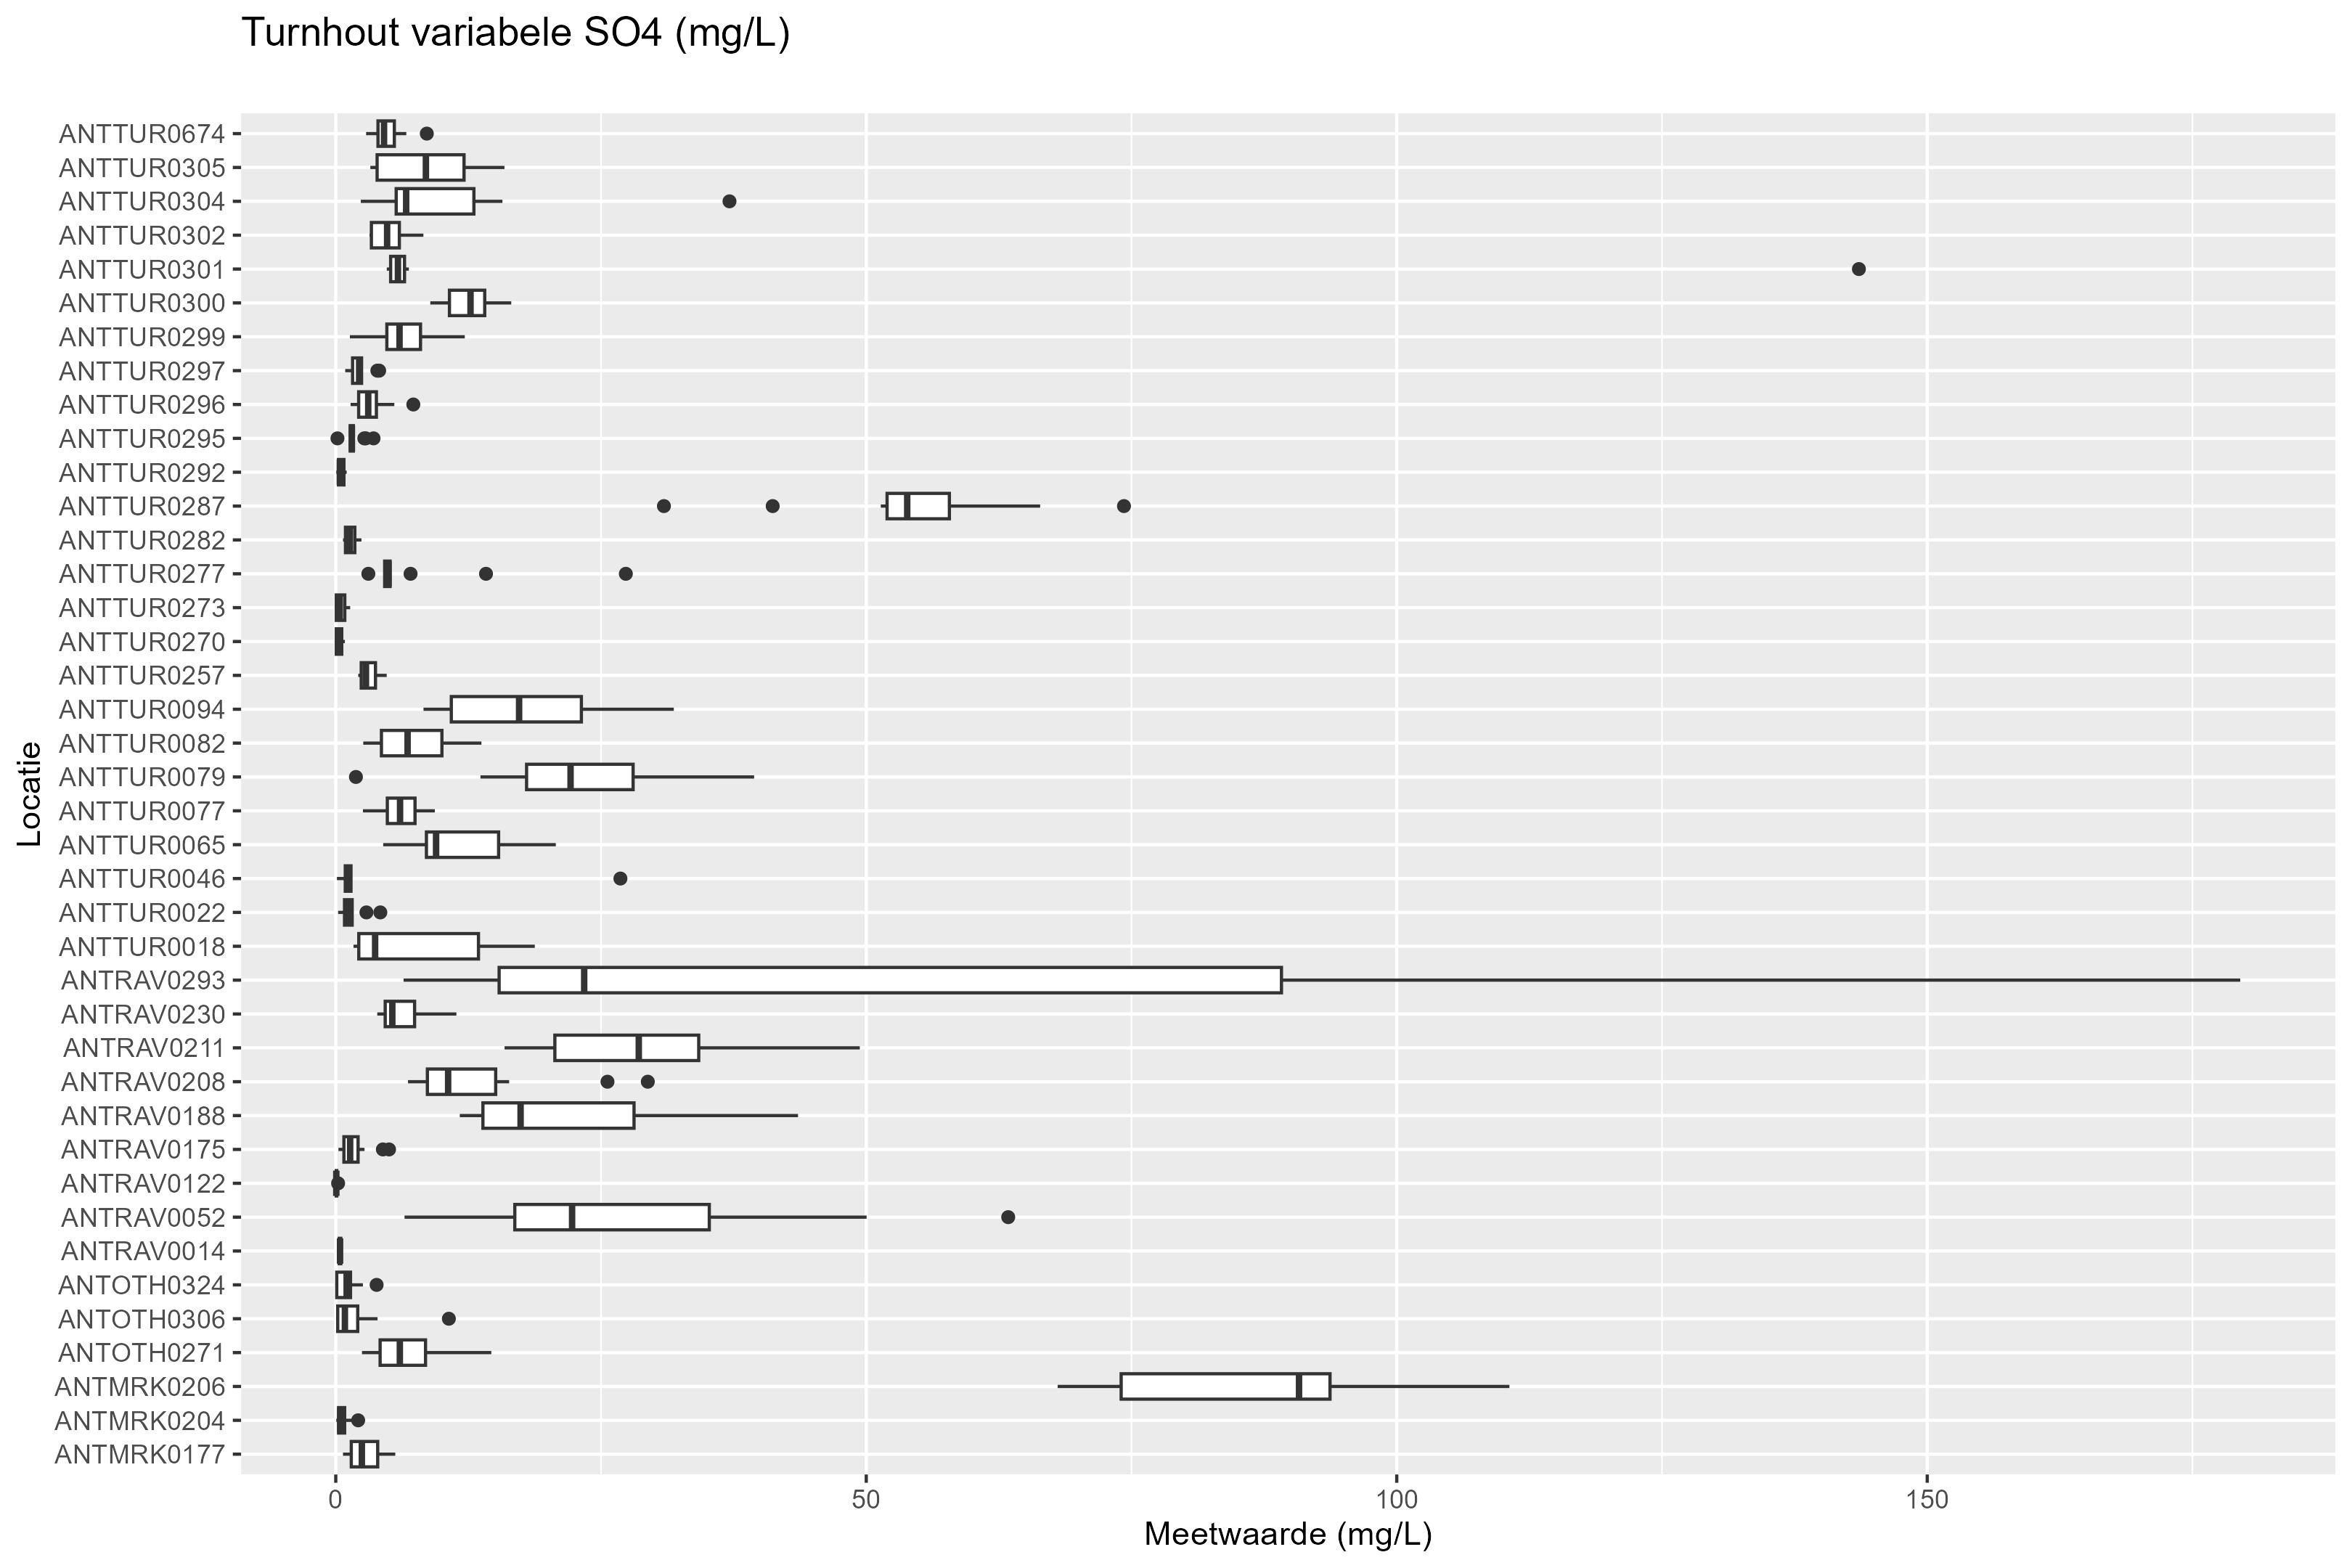 Turnhout variabele SO4 (mg/L)
Locatie
ANTTUR0674
ANTTUR0305
ANTTUR0304
ANTTUR0302
ANTTUR0301
ANTTUR0300
ANTTUR0299
ANTTUR0297
ANTTUR0296
ANTTUR0295
ANTTUR0292
ANTTUR0287
ANTTUR0282
ANTTUR0277
ANTTUR0273
ANTTUR0270
ANTTUR0257
ANTTUR0094
ANTTUR0082
ANTTUR0079
ANTTUR0077
ANTTUR0065
ANTTUR0046
ANTTUR0022
ANTTUR0018
ANTRAV0293
ANTRAV0230
ANTRAV0211
ANTRAV0208
ANTRAV0188
ANTRAV0175
ANTRAV0122
ANTRAV0052
ANTRAV0014
ANTOTH0324
ANTOTH0306
ANTOTH0271
ANTMRK0206
ANTMRK0204
ANTMRK0177
0 50 100 150
Meetwaarde (mg/L)